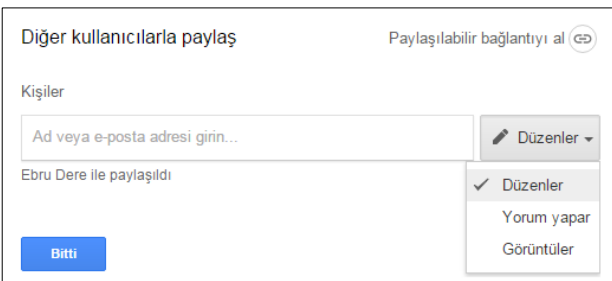 Diğer kullanıcılarla paylaş
Paylaşılabilir bağlantıyı al
Kişiler
Ad veya e-posta adresi girin...
Düzenler
Ebru Dere ile paylaşıldı
Düzenler
Yorum yapar
Görüntüler
Bitti